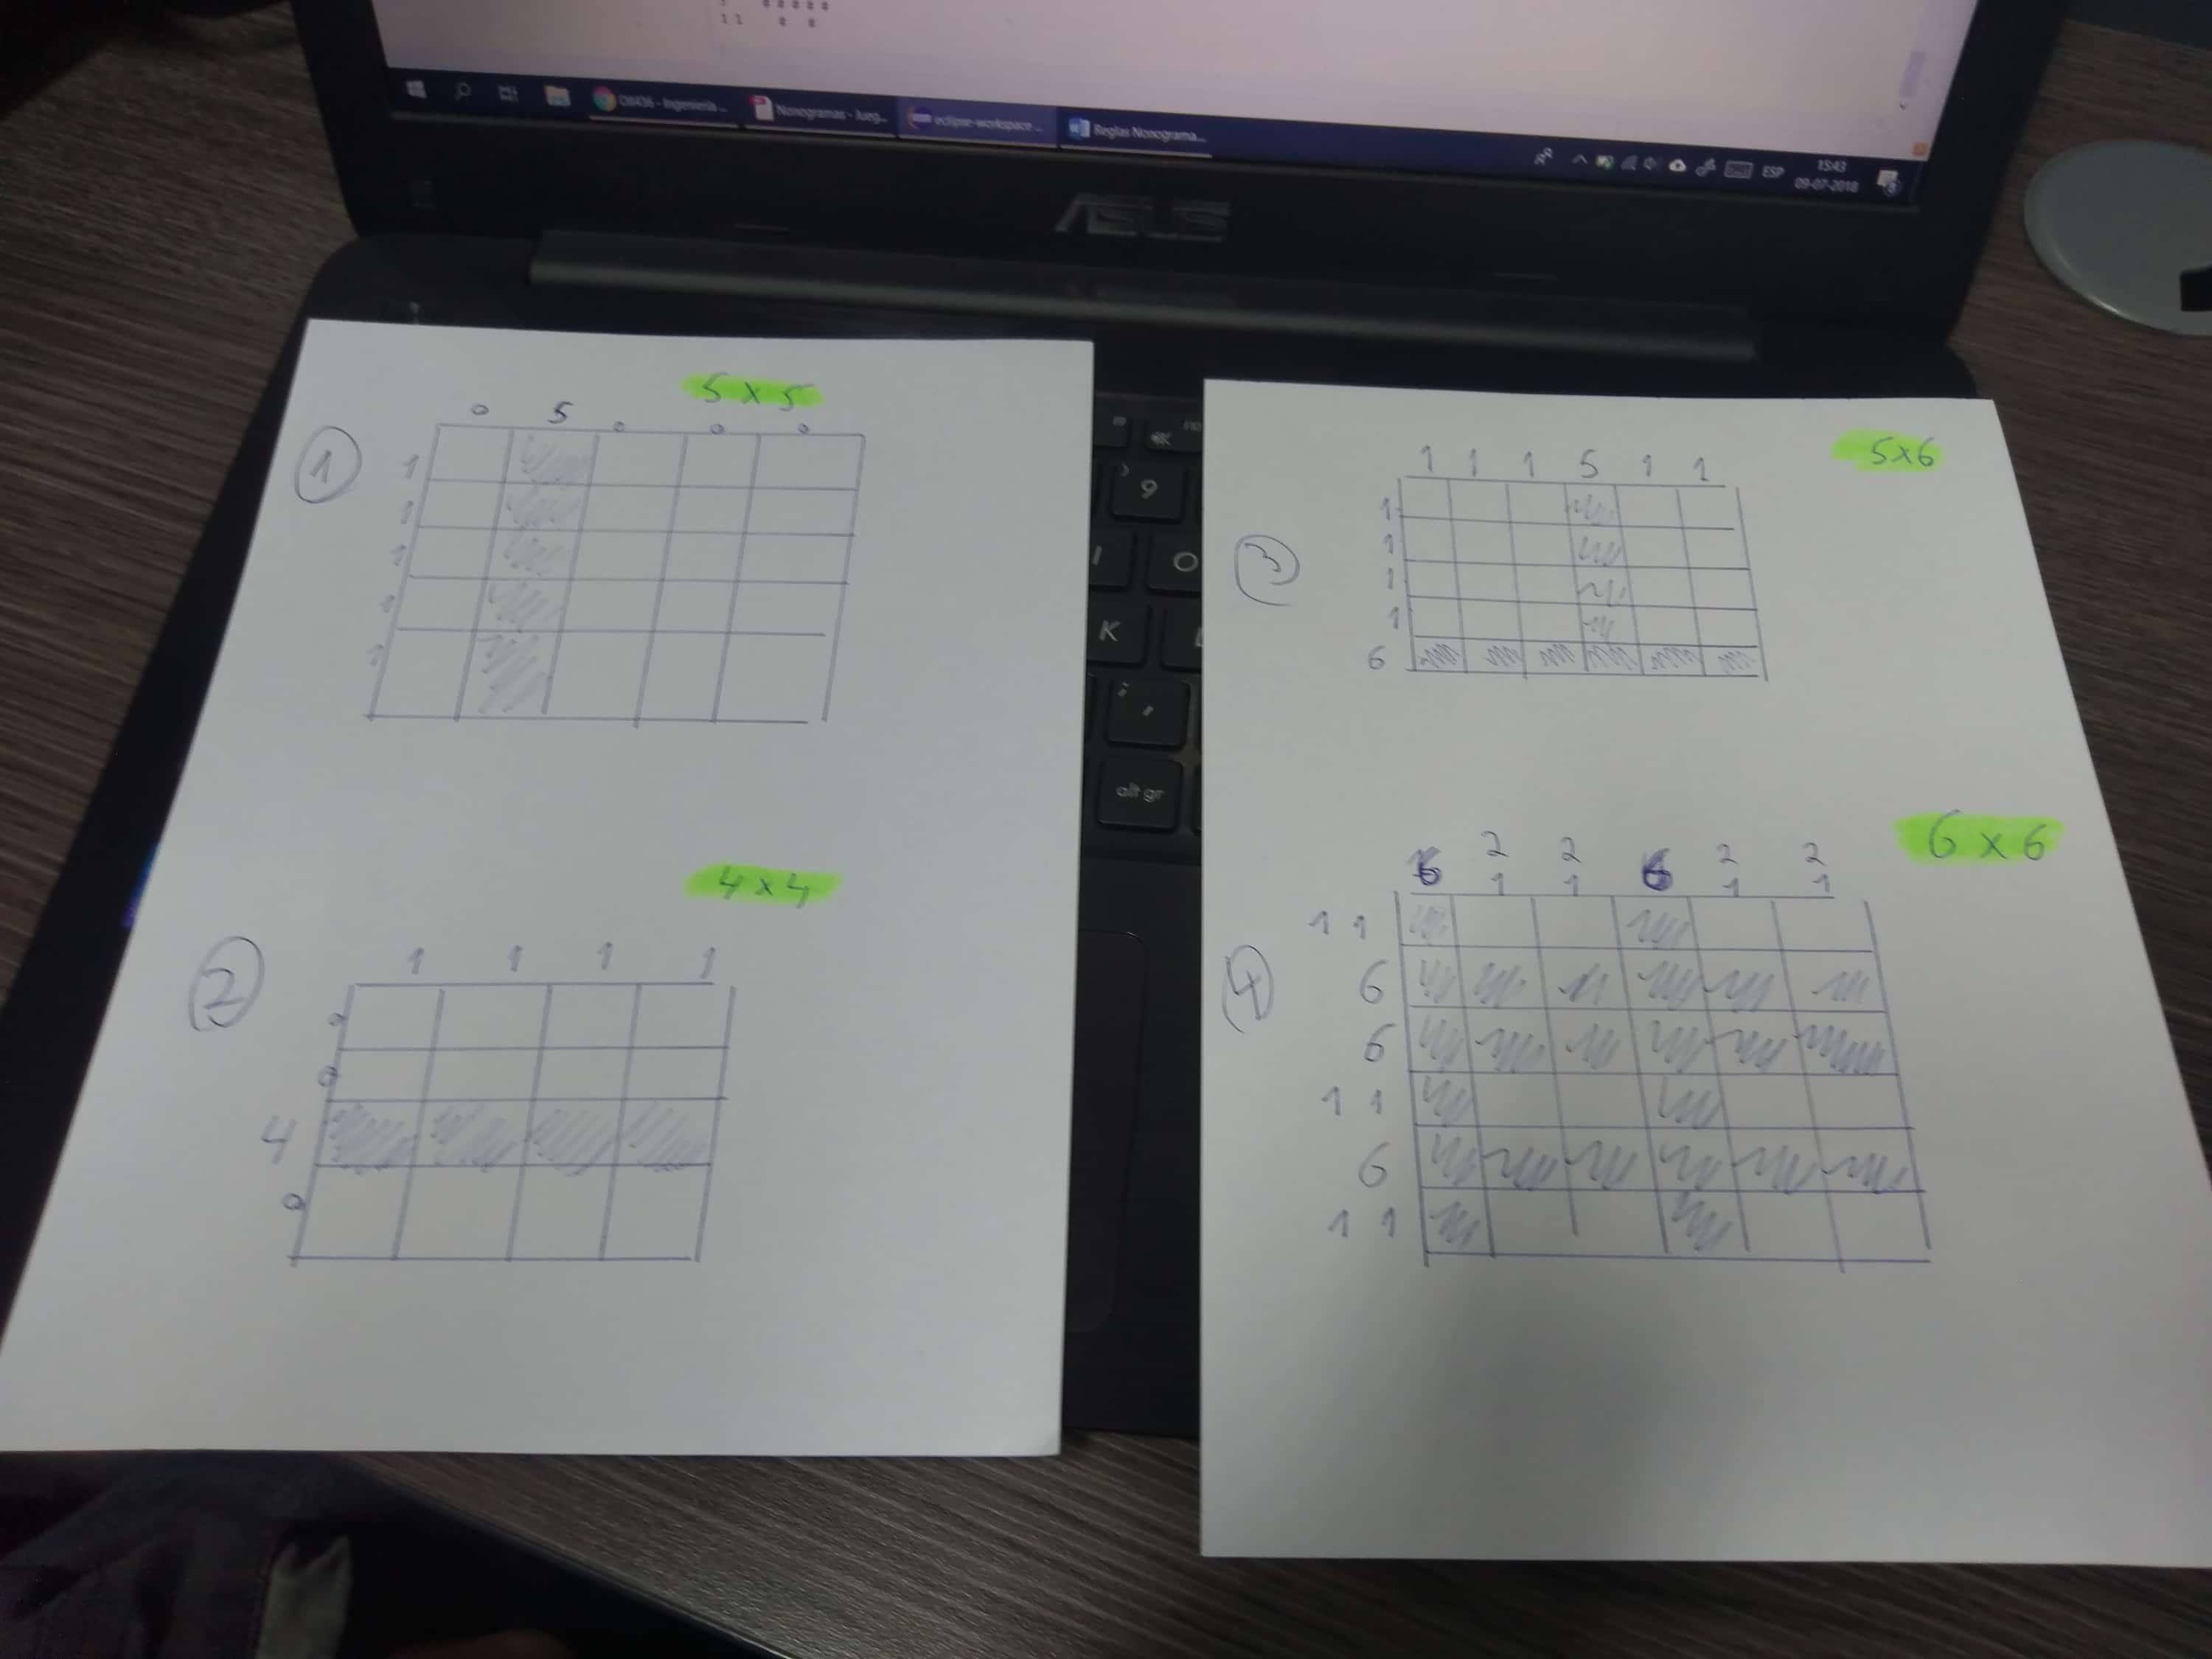 1 1 # #
CII436 - Ingeniería ...
Nonogramas - Jueg...
eclipse-workspace ...
Reglas Nonograma...
ESP
15:43
09-07-2018
ASUS
5 x 5
0 5 0 0 0
1
1
1
1
1
1
9
I O
K L
alt gr
4 x 4
1 1 1 1
2
0
0
4
0
5x6
1 1 1 5 1 1
3
1
1
1
1
6
6 x 6
2 2 2 2
6 1 1 6 1 1
1 1
4
6
6
1 1
6
1 1